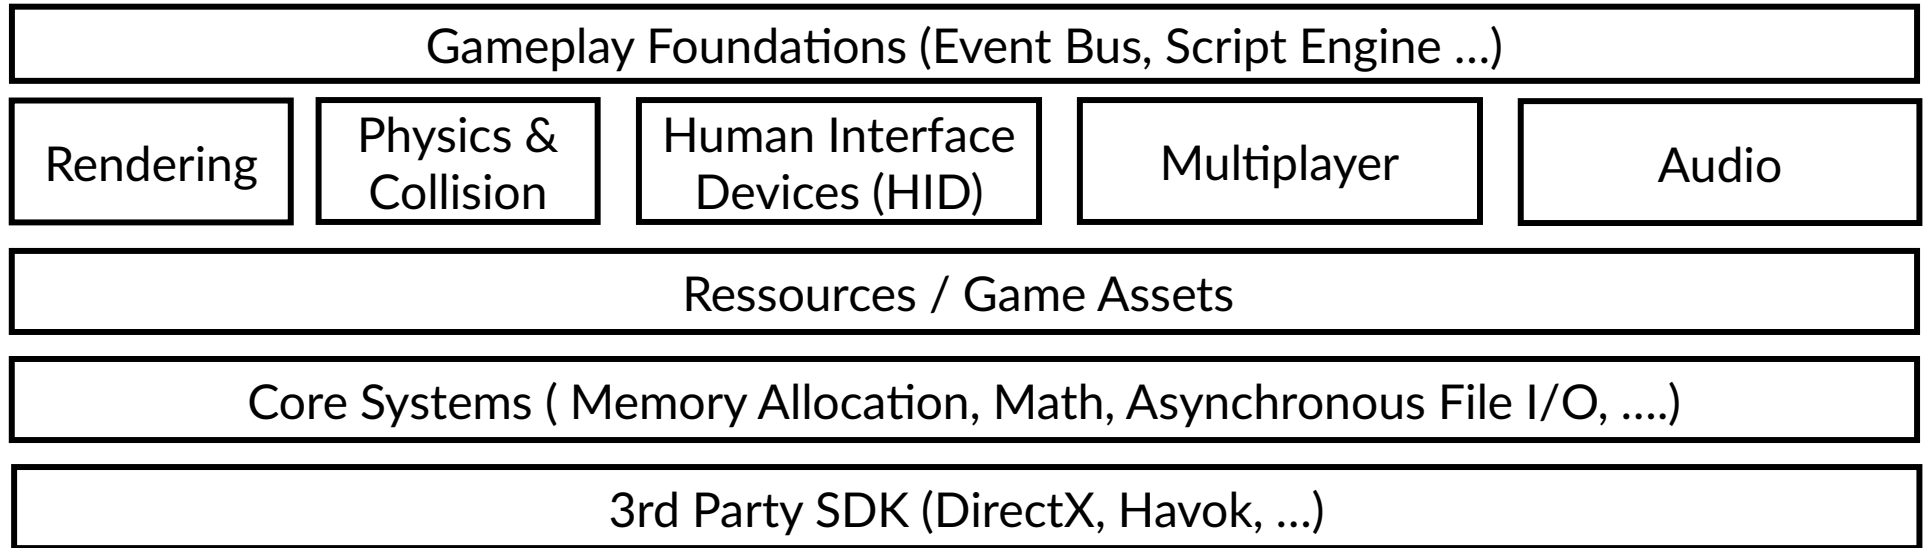 Gameplay Foundations (Event Bus, Script Engine ...)
Rendering
Physics &
Collision
Human Interface
Devices (HID)
Multiplayer
Audio
Ressources / Game Assets
Core Systems ( Memory Allocation, Math, Asynchronous File I/O, ....)
3rd Party SDK (DirectX, Havok, ...)